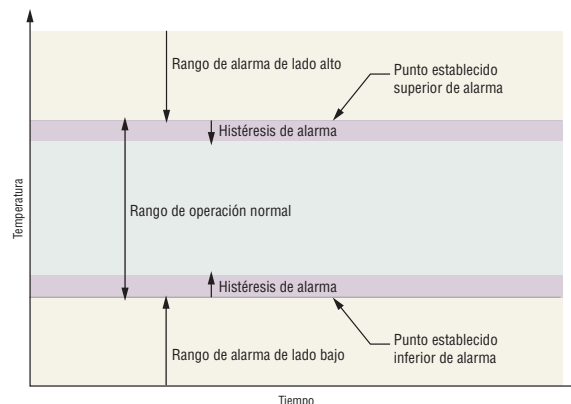 Rango de alarma de lado alto
Punto establecido
superior de alarma
Histéresis de alarma
Rango de operación normal
Temperatura
Histéresis de alarma
Punto establecido
inferior de alarma
Rango de alarma de lado bajo
Tiempo